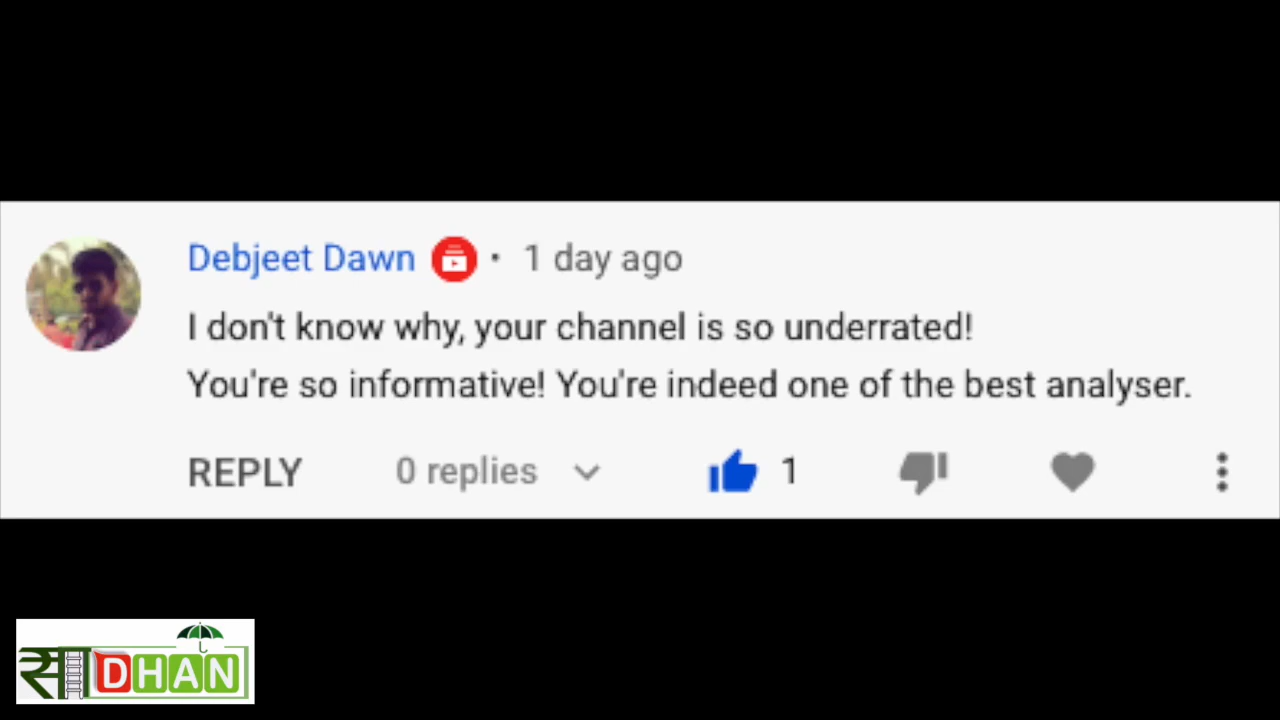 Debjeet Dawn • 1 day ago
I don't know why, your channel is so underrated!
You're so informative! You're indeed one of the best analyser.
REPLY 0 replies 1
साDHAN